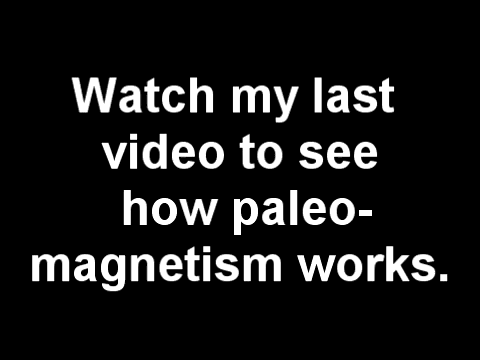 Watch my last
video to see
how paleo-
magnetism works.